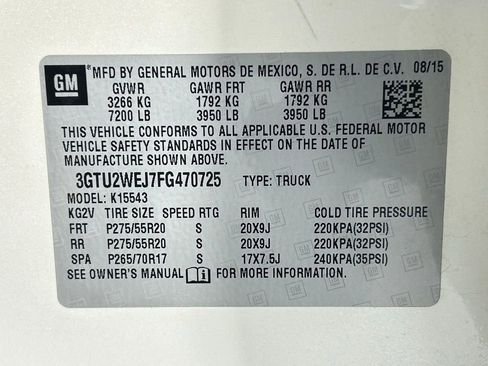 GM
MFD BY GENERAL MOTORS DE MEXICO, S. DE R.L. DE C.V. 08/15
GVWR GAWR FRT GAWR RR
3266 KG 1792 KG 1792 KG
7200 LB 3950 LB 3950 LB
THIS VEHICLE CONFORMS TO ALL APPLICABLE U.S. FEDERAL MOTOR
VEHICLE SAFETY STANDARDS IN EFFECT ON THE DATE OF
MANUFACTURE SHOWN ABOVE.
3GTU2WEJ7FG470725 TYPE: TRUCK
MODEL: K15543
KG2V TIRE SIZE SPEED RTG RIM COLD TIRE PRESSURE
FRT P275/55R20 S 20X9J 220KPA(32PSI)
RR P275/55R20 S 20X9J 220KPA(32PSI)
SPA P265/70R17 S 17X7.5J 240KPA(35PSI)
SEE OWNER'S MANUAL FOR MORE INFORMATION.